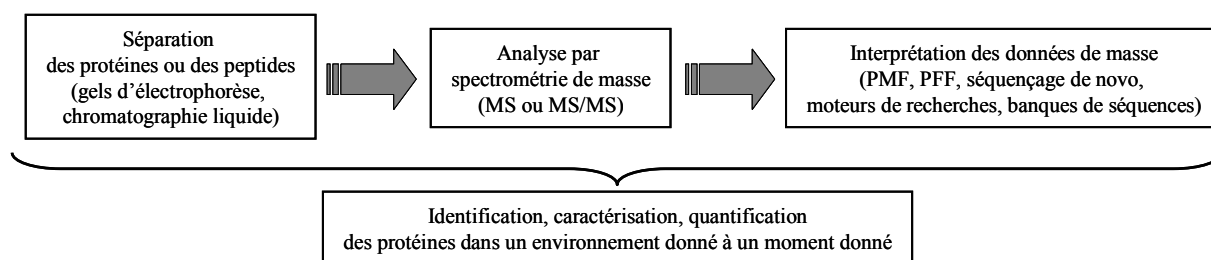 Séparation
des protéines ou des peptides
(gels d'électrophorèse,
chromatographie liquide)
Analyse par
spectrométrie de masse
(MS ou MS/MS)
Interprétation des données de masse
(PMF, PFF, séquençage de novo,
moteurs de recherches, banques de séquences)
Identification, caractérisation, quantification
des protéines dans un environnement donné à un moment donné